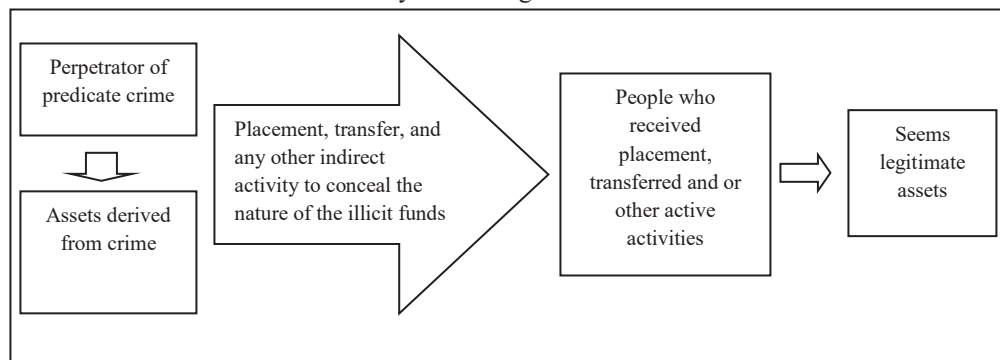 Perpetrator of
predicate crime
Assets derived
from crime
Placement, transfer, and
any other indirect
activity to conceal the
nature of the illicit funds
People who
received
placement,
transferred and or
other active
activities
Seems
legitimate
assets